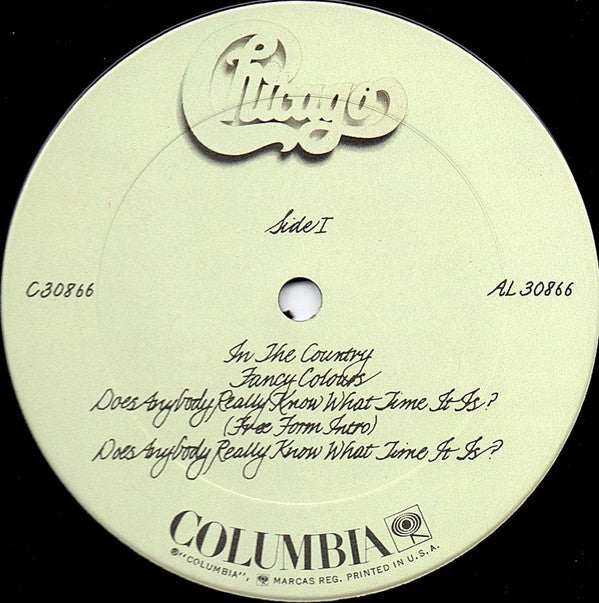 Chicago
Side I
C30866
AL 30866
In The Country
Fancy Colours
Does Anybody Really Know What Time It Is?
(Free Form Intro)
Does Anybody Really Know What Time It Is?
COLUMBIA
®"COLUMBIA", MARCAS REG. PRINTED IN U.S.A.